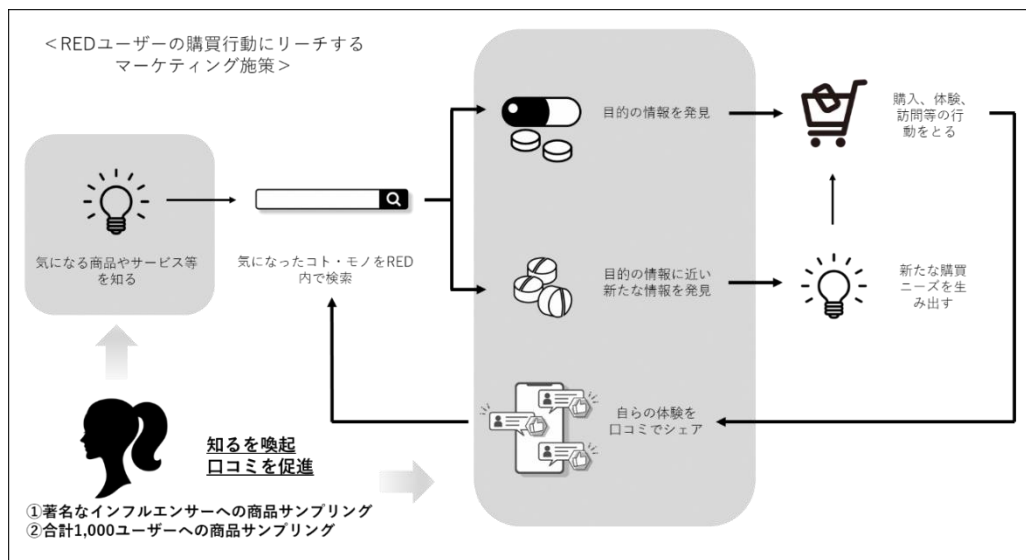 ＜REDユーザーの購買行動にリーチする
マーケティング施策＞
気になる商品やサービス等
を知る
気になったコト・モノをRED
内で検索
目的の情報を発見
購入、体験、
訪問等の行
動をとる
目的の情報に近い
新たな情報を発見
新たな購買
ニーズを生
み出す
自らの体験を
口コミでシェア
知るを喚起
口コミを促進
①著名なインフルエンサーへの商品サンプリング
②合計1,000ユーザーへの商品サンプリング